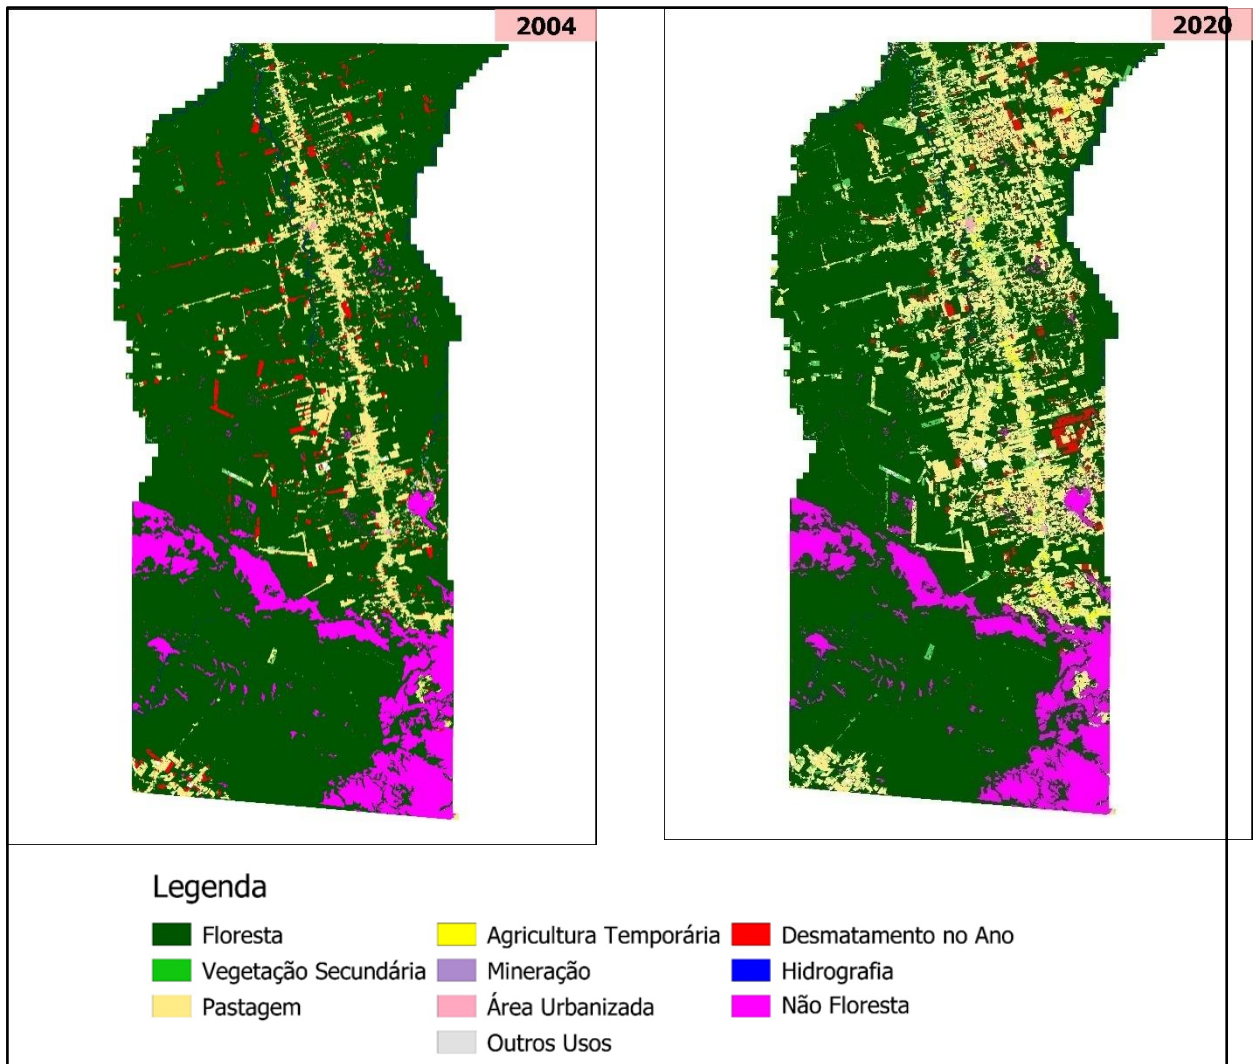 2004
2020
Legenda
Floresta
Agricultura Temporária
Desmatamento no Ano
Vegetação Secundária
Mineração
Hidrografia
Pastagem
Área Urbanizada
Não Floresta
Outros Usos